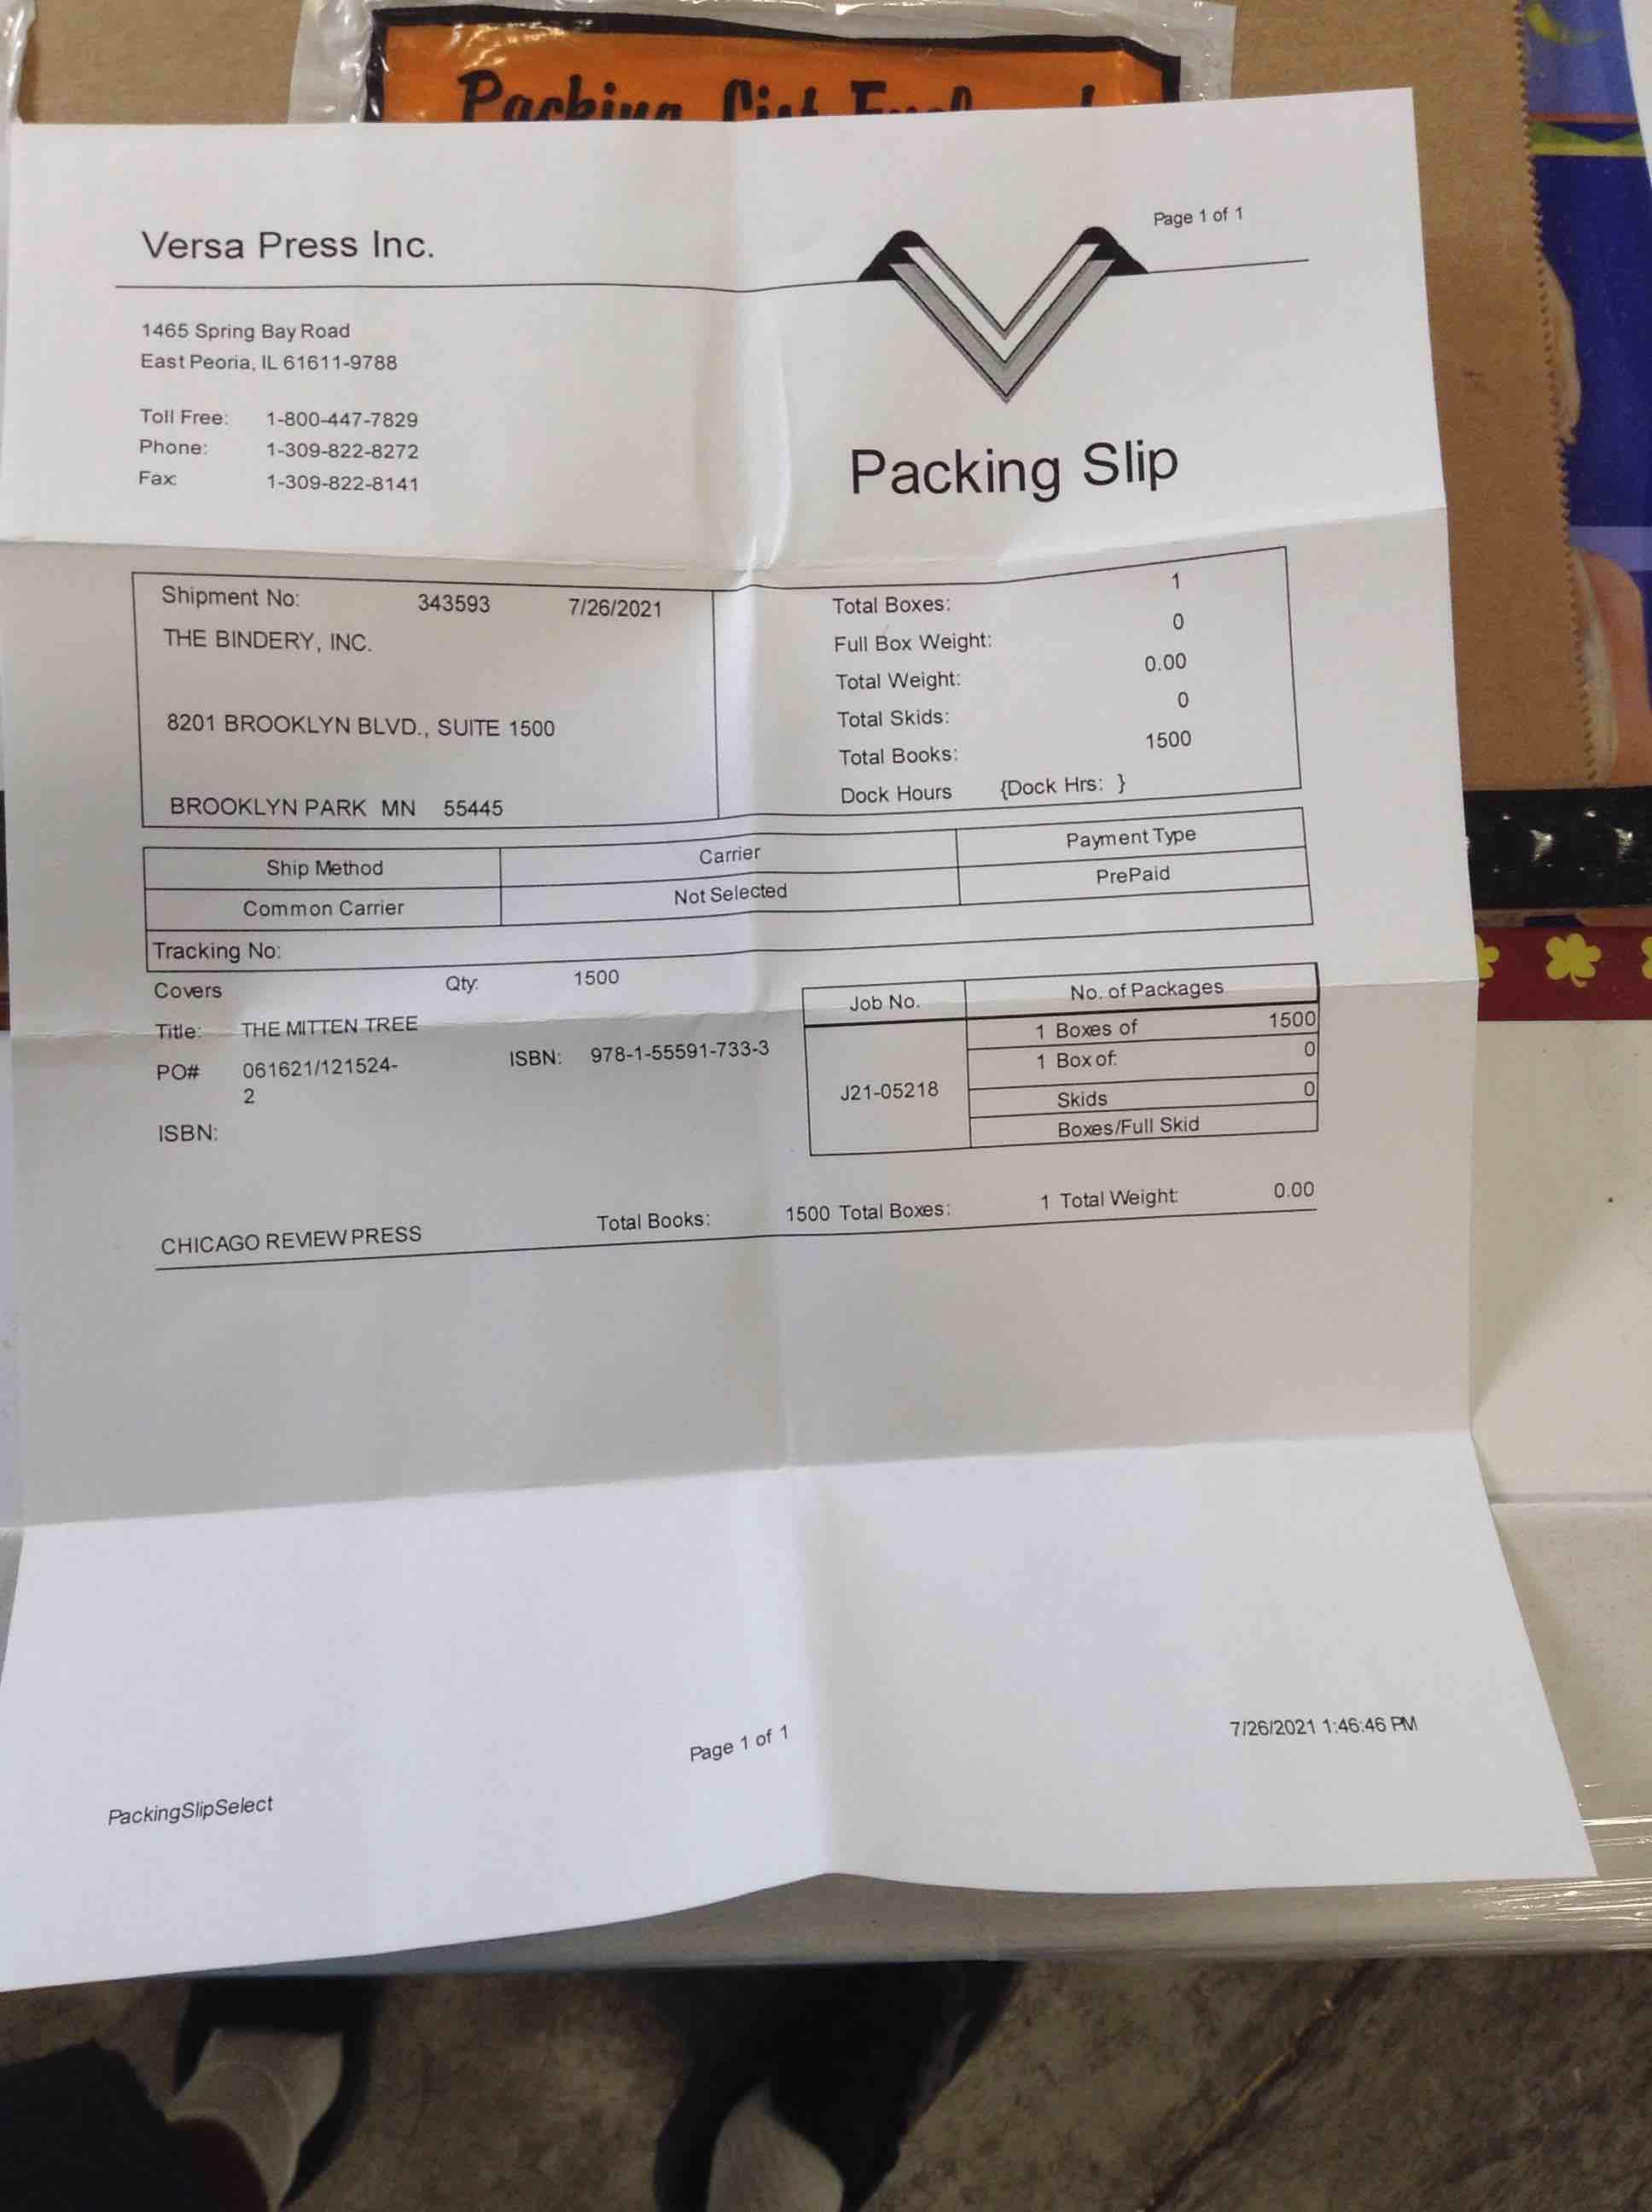 Packing List
Page 1 of 1
Versa Press Inc.
1465 Spring Bay Road
East Peoria, IL 61611-9788
Toll Free: 1-800-447-7829
Phone: 1-309-822-8272
Fax: 1-309-822-8141
Packing Slip
Shipment No: 343593 7/26/2021
THE BINDERY, INC.
8201 BROOKLYN BLVD., SUITE 1500
BROOKLYN PARK MN 55445
Total Boxes: 1
Full Box Weight: 0
Total Weight: 0.00
Total Skids: 0
Total Books: 1500
Dock Hours {Dock Hrs: }
Ship Method Carrier Payment Type
Common Carrier Not Selected PrePaid
Tracking No:
Covers Qty: 1500
Title: THE MITTEN TREE
PO# 061621/121524-
2
ISBN: 978-1-55591-733-3
ISBN:
Job No. No. of Packages
J21-05218
1 Boxes of 1500
1 Box of: 0
Skids 0
Boxes/Full Skid
CHICAGO REVIEW PRESS Total Books: 1500 Total Boxes: 1 Total Weight: 0.00
Page 1 of 1
7/26/2021 1:46:46 PM
PackingSlipSelect